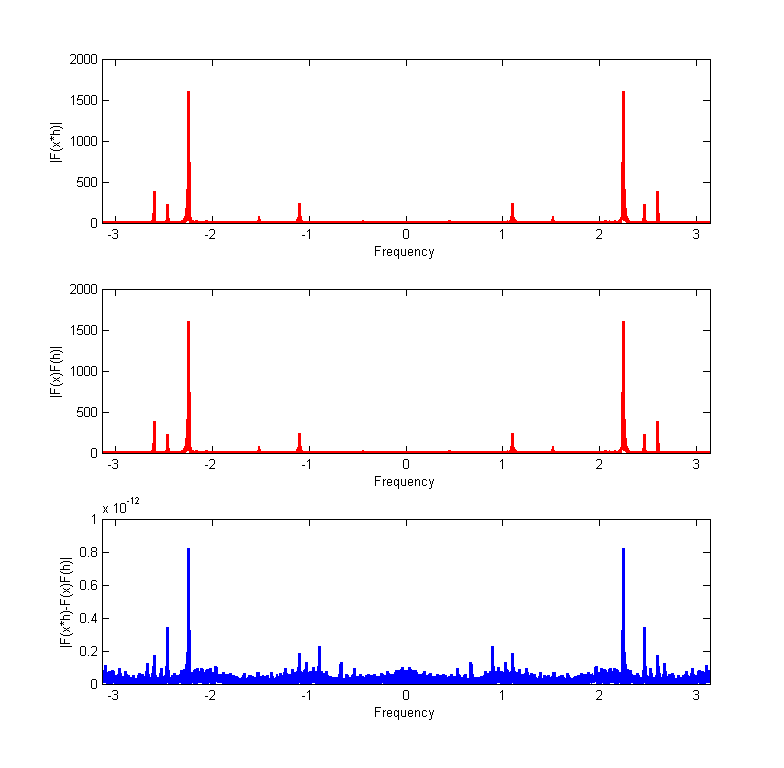 2000
1500
1000
500
0
|F(x*h)|
-3 -2 -1 0 1 2 3
Frequency
2000
1500
1000
500
0
|F(x)F(h)|
-3 -2 -1 0 1 2 3
Frequency
x 10^-12
1
0.8
0.6
0.4
0.2
0
|F(x*h)-F(x)F(h)|
-3 -2 -1 0 1 2 3
Frequency